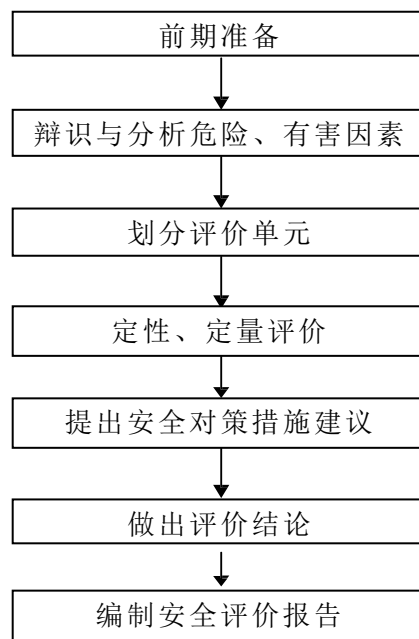 前期准备
辩识与分析危险、有害因素
划分评价单元
定性、定量评价
提出安全对策措施建议
做出评价结论
编制安全评价报告